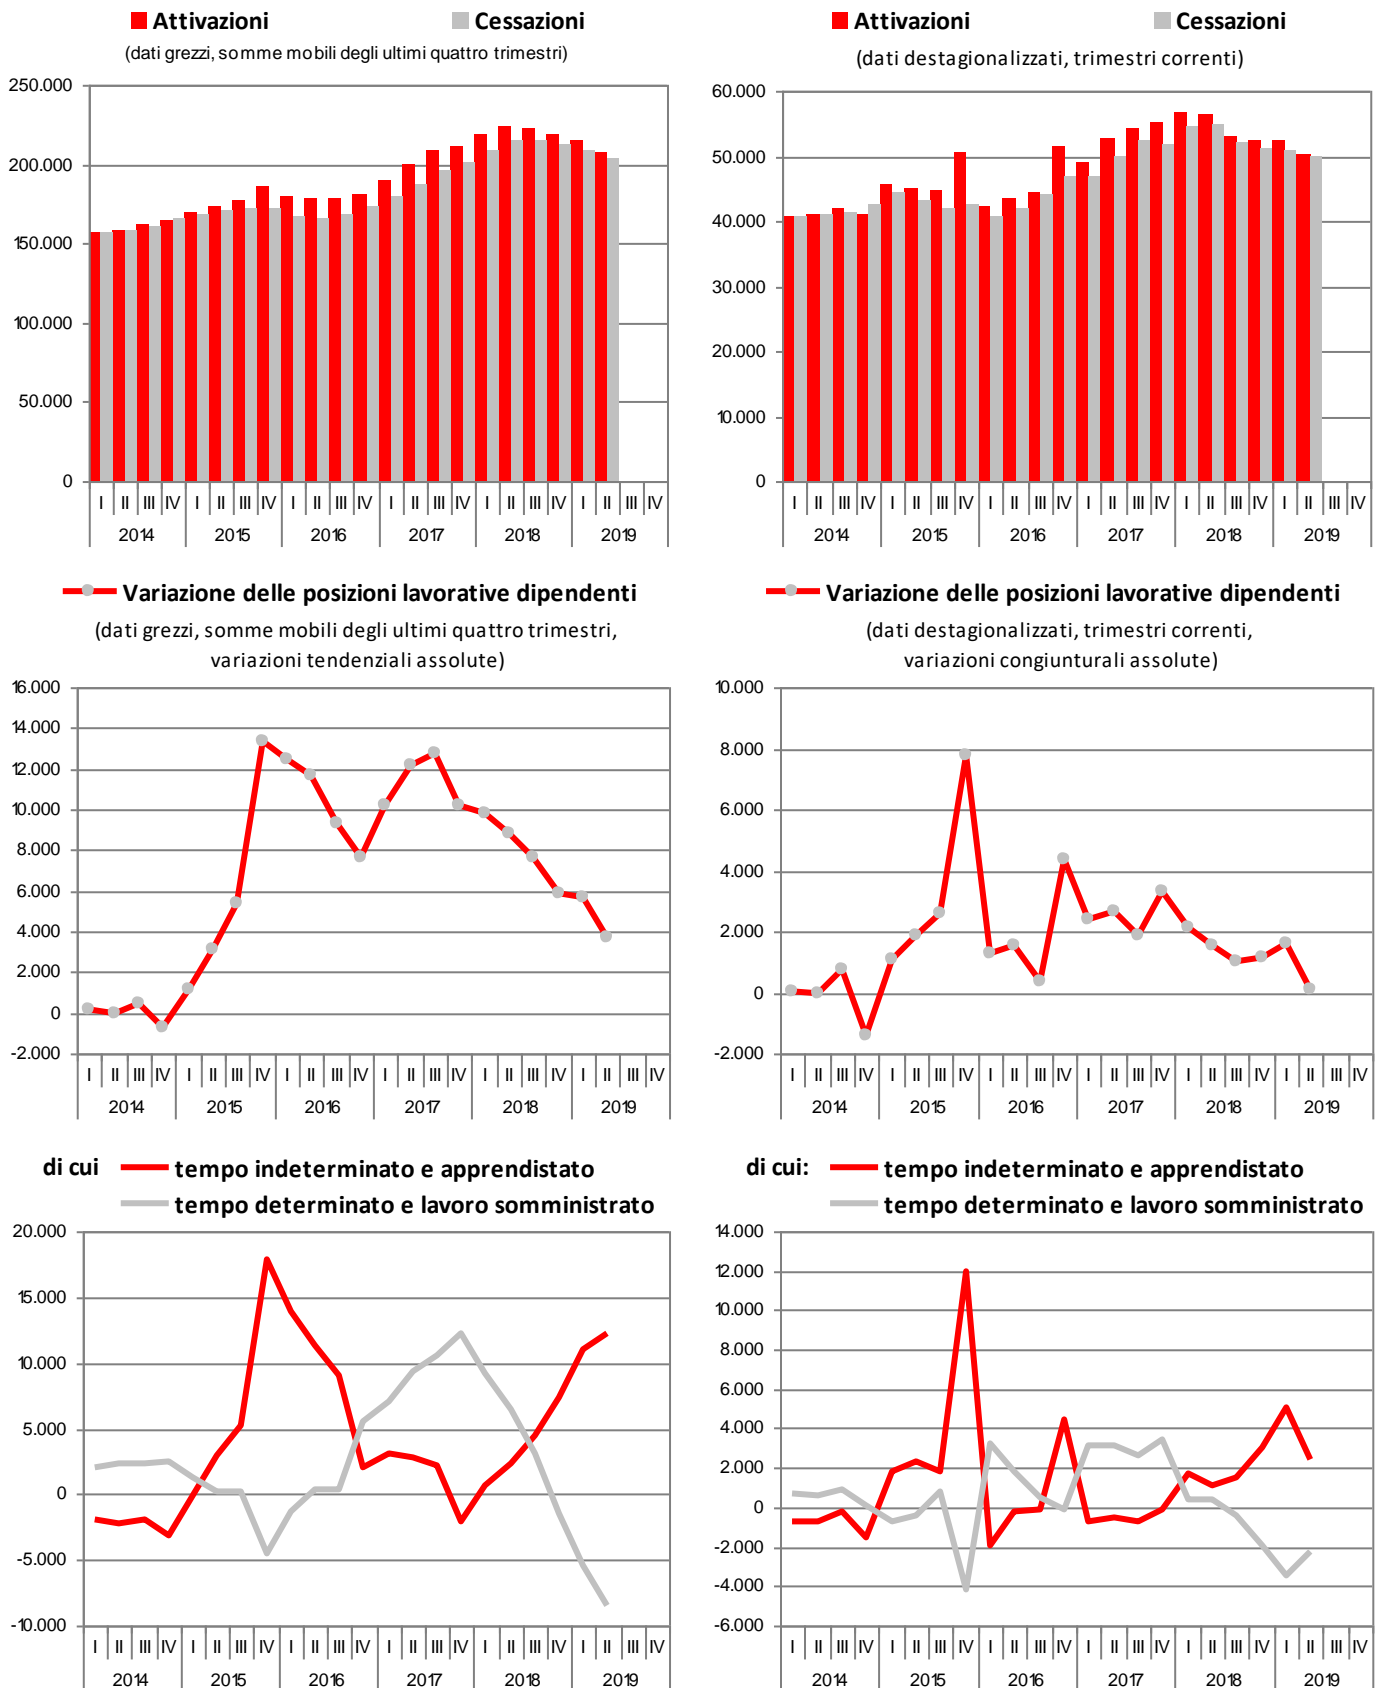 Attivazioni Cessazioni
(dati grezzi, somme mobili degli ultimi quattro trimestri)
250.000
200.000
150.000
100.000
50.000
0
I II III IV I II III IV I II III IV I II III IV I II III IV I II III IV
2014 2015 2016 2017 2018 2019
Attivazioni Cessazioni
(dati destagionalizzati, trimestri correnti)
60.000
50.000
40.000
30.000
20.000
10.000
0
I II III IV I II III IV I II III IV I II III IV I II III IV I II III IV
2014 2015 2016 2017 2018 2019
Variazione delle posizioni lavorative dipendenti
(dati grezzi, somme mobili degli ultimi quattro trimestri,
variazioni tendenziali assolute)
16.000
14.000
12.000
10.000
8.000
6.000
4.000
2.000
0
-2.000
I II III IV I II III IV I II III IV I II III IV I II III IV I II III IV
2014 2015 2016 2017 2018 2019
Variazione delle posizioni lavorative dipendenti
(dati destagionalizzati, trimestri correnti,
variazioni congiunturali assolute)
10.000
8.000
6.000
4.000
2.000
0
-2.000
I II III IV I II III IV I II III IV I II III IV I II III IV I II III IV
2014 2015 2016 2017 2018 2019
di cui tempo indeterminato e apprendistato
tempo determinato e lavoro somministrato
20.000
15.000
10.000
5.000
0
-5.000
-10.000
I II III IV I II III IV I II III IV I II III IV I II III IV I II III IV
2014 2015 2016 2017 2018 2019
di cui: tempo indeterminato e apprendistato
tempo determinato e lavoro somministrato
14.000
12.000
10.000
8.000
6.000
4.000
2.000
0
-2.000
-4.000
-6.000
I II III IV I II III IV I II III IV I II III IV I II III IV I II III IV
2014 2015 2016 2017 2018 2019